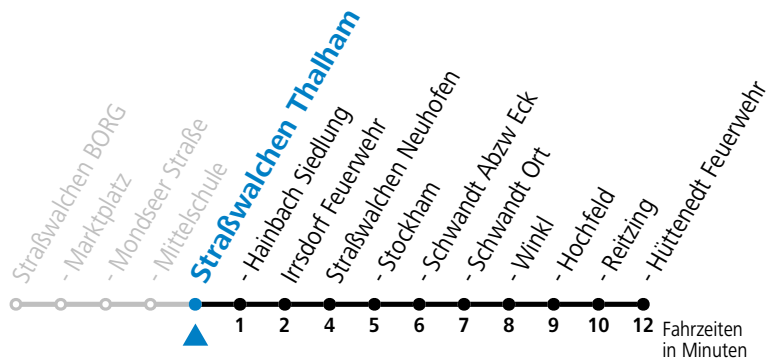 Straßwalchen BORG
- Marktplatz
- Mondseer Straße
- Mittelschule
Straßwalchen Thalham
- Hainbach Siedlung
Irrsdorf Feuerwehr
Straßwalchen Neuhofen
- Stockham
- Schwandt Abzw Eck
- Schwandt Ort
- Winkl
- Hochfeld
- Reitzing
- Hüttenedt Feuerwehr
1 2 4 5 6 7 8 9 10 12 Fahrzeiten
in Minuten